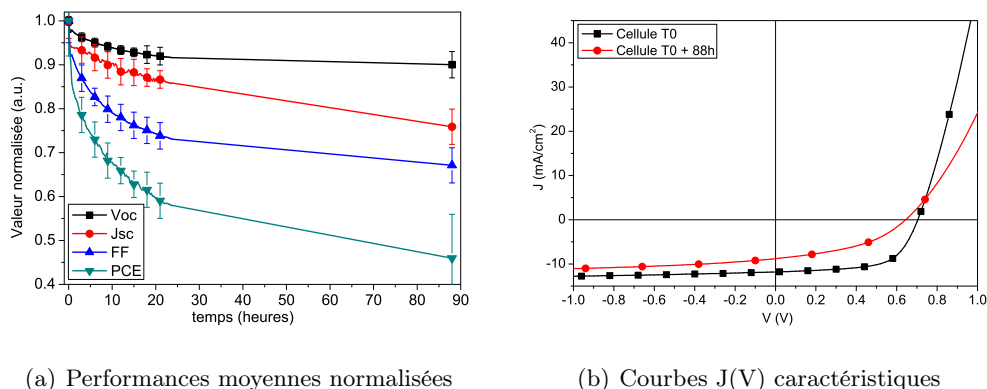 1.0
0.9
0.8
0.7
0.6
0.5
0.4
Valeur normalisée (a.u.)
Voc
Jsc
FF
PCE
0 10 20 30 40 50 60 70 80 90
temps (heures)
(a) Performances moyennes normalisées
Cellule T0
Cellule T0 + 88h
40
30
20
10
0
-10
-20
J (mA/cm²)
-1.0 -0.8 -0.6 -0.4 -0.2 0.0 0.2 0.4 0.6 0.8 1.0
V (V)
(b) Courbes J(V) caractéristiques